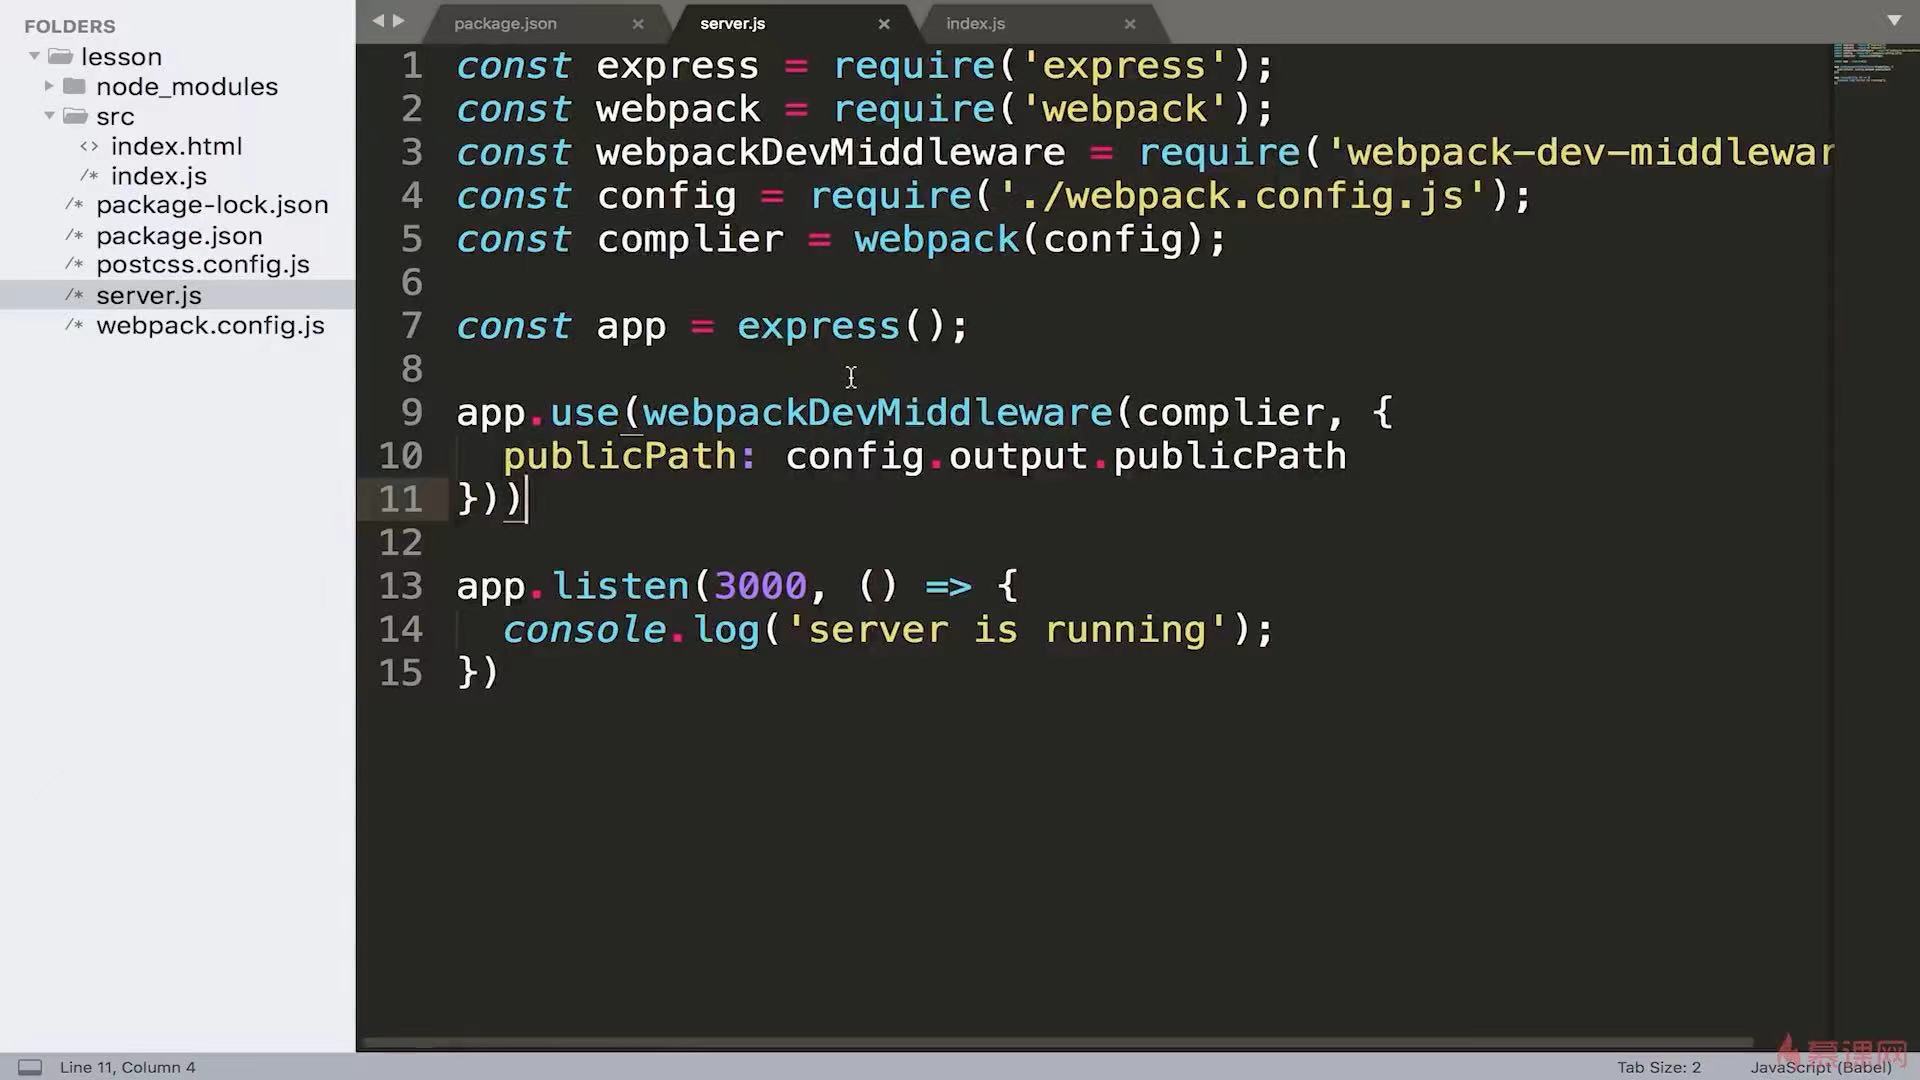 FOLDERS
lesson
node_modules
src
<> index.html
/* index.js
/* package-lock.json
/* package.json
/* postcss.config.js
/* server.js
/* webpack.config.js
package.json
server.js
index.js
1 const express = require('express');
2 const webpack = require('webpack');
3 const webpackDevMiddleware = require('webpack-dev-middlewar
4 const config = require('./webpack.config.js');
5 const complier = webpack(config);
6
7 const app = express();
8
9 app.use(webpackDevMiddleware(complier, {
10 publicPath: config.output.publicPath
11 }))
12
13 app.listen(3000, () => {
14 console.log('server is running');
15 })
Line 11, Column 4
Tab Size: 2
JavaScript (Babel)
慕课网